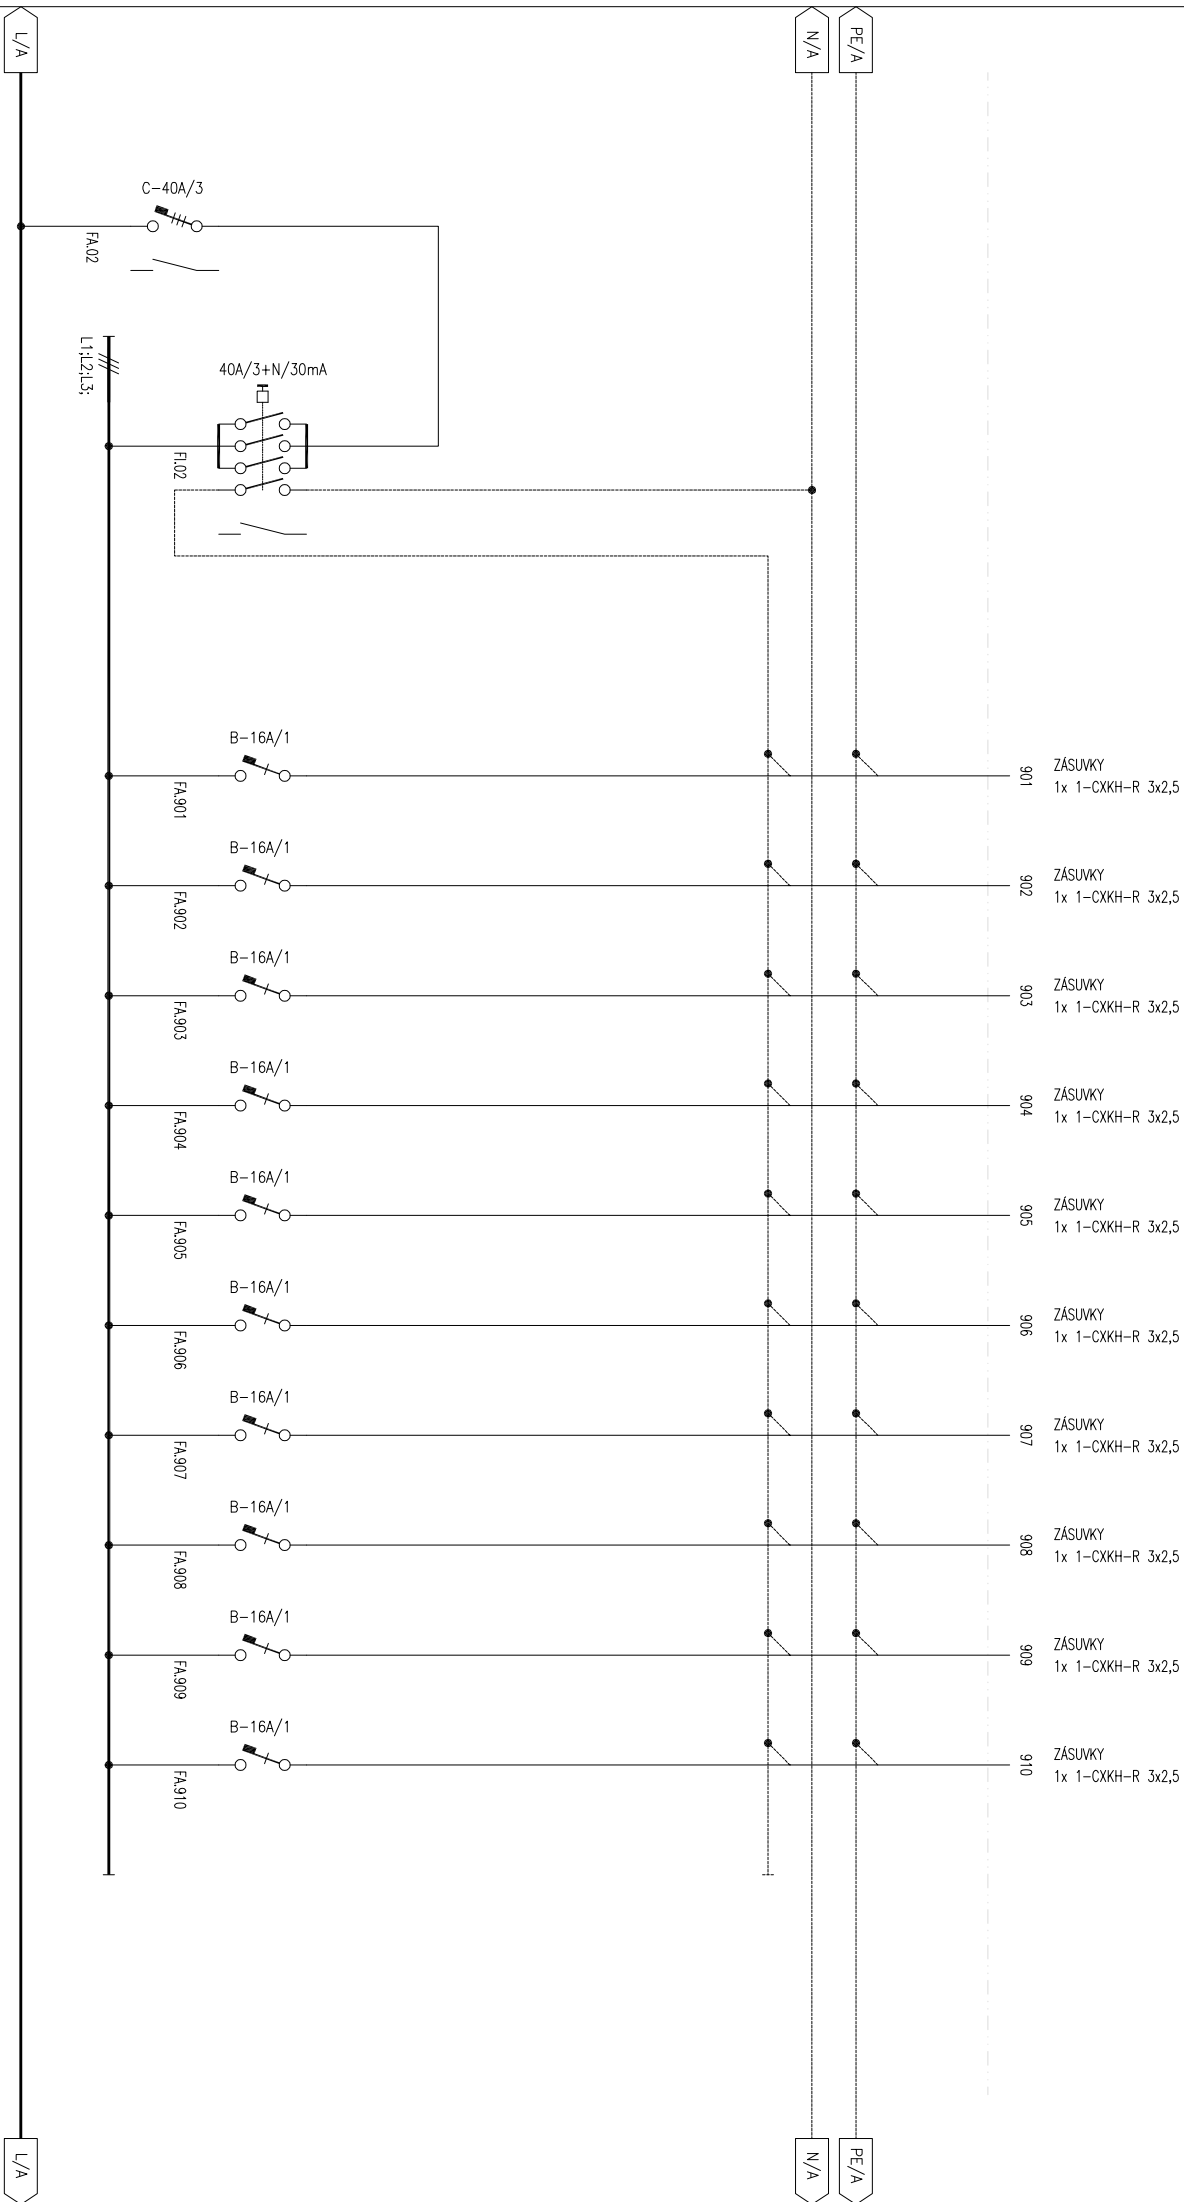 L/A
N/A
PE/A
C-40A/3
FA.02
L1;L2;L3;
40A/3+N/30mA
FI.02
B-16A/1
FA.901
901
ZÁSUVKY
1x 1-CXKH-R 3x2,5
B-16A/1
FA.902
902
ZÁSUVKY
1x 1-CXKH-R 3x2,5
B-16A/1
FA.903
903
ZÁSUVKY
1x 1-CXKH-R 3x2,5
B-16A/1
FA.904
904
ZÁSUVKY
1x 1-CXKH-R 3x2,5
B-16A/1
FA.905
905
ZÁSUVKY
1x 1-CXKH-R 3x2,5
B-16A/1
FA.906
906
ZÁSUVKY
1x 1-CXKH-R 3x2,5
B-16A/1
FA.907
907
ZÁSUVKY
1x 1-CXKH-R 3x2,5
B-16A/1
FA.908
908
ZÁSUVKY
1x 1-CXKH-R 3x2,5
B-16A/1
FA.909
909
ZÁSUVKY
1x 1-CXKH-R 3x2,5
B-16A/1
FA.910
910
ZÁSUVKY
1x 1-CXKH-R 3x2,5
L/A
N/A
PE/A